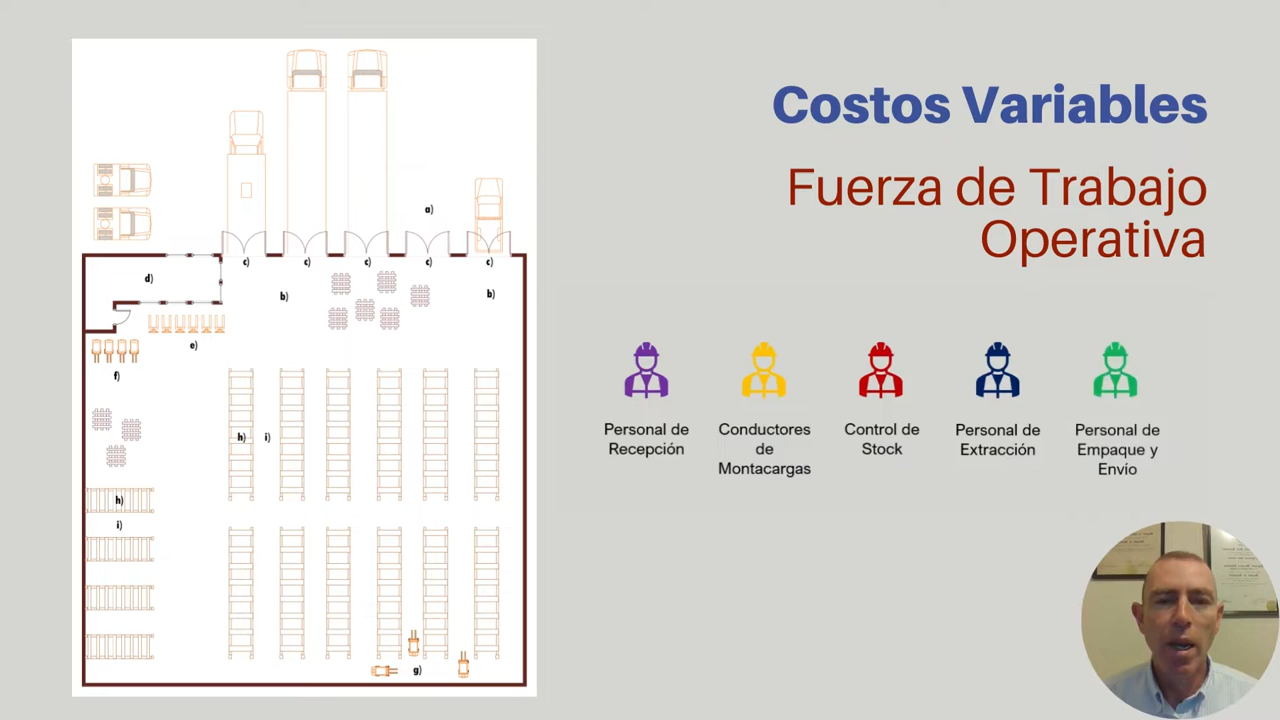 Costos Variables
Fuerza de Trabajo
Operativa
a)
c)
c)
c)
c)
c)
d)
b)
b)
e)
f)
h)
i)
h)
i)
g)
Personal de
Recepción
Conductores
de
Montacargas
Control de
Stock
Personal de
Extracción
Personal de
Empaque y
Envío